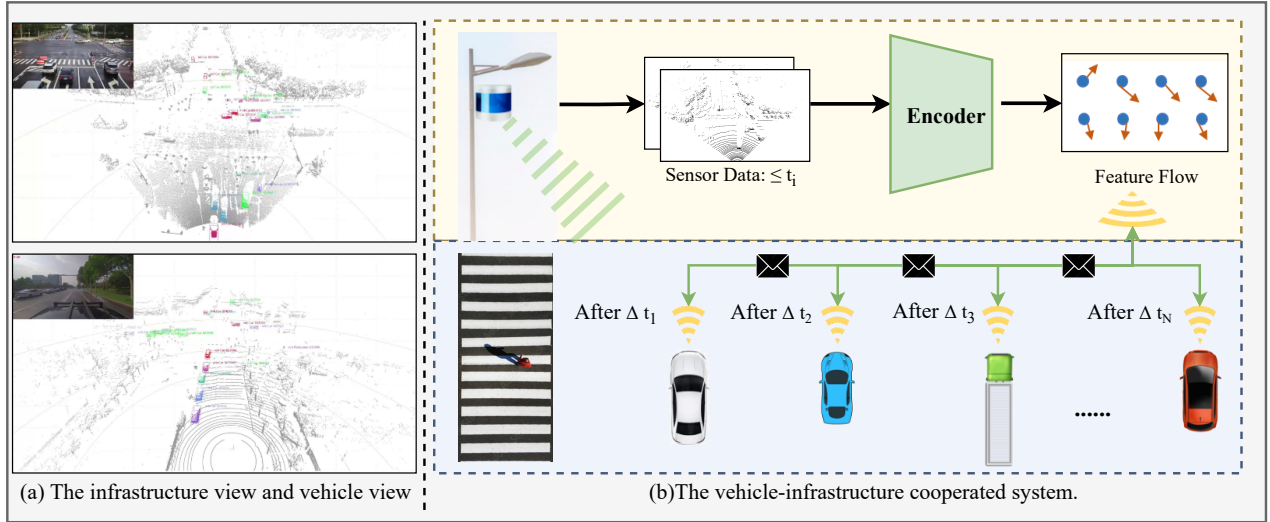 Encoder
Sensor Data: ≤ tᵢ
Feature Flow
After Δ t₁
After Δ t₂
After Δ t₃
After Δ t_N
......
(a) The infrastructure view and vehicle view
(b)The vehicle-infrastructure cooperated system.